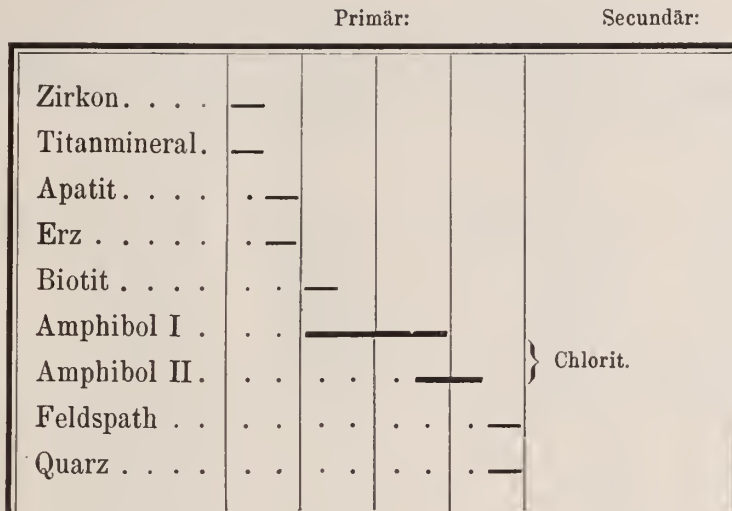 Primär: Secundär:
Zirkon. . . .
Titanmineral.
Apatit . . . . .
Erz . . . . . .
Biotit . . . . . .
Amphibol I . . .
Amphibol II . . . . . . .
} Chlorit.
Feldspath . . . . . . . . .
Quarz . . . . . . . . . . .